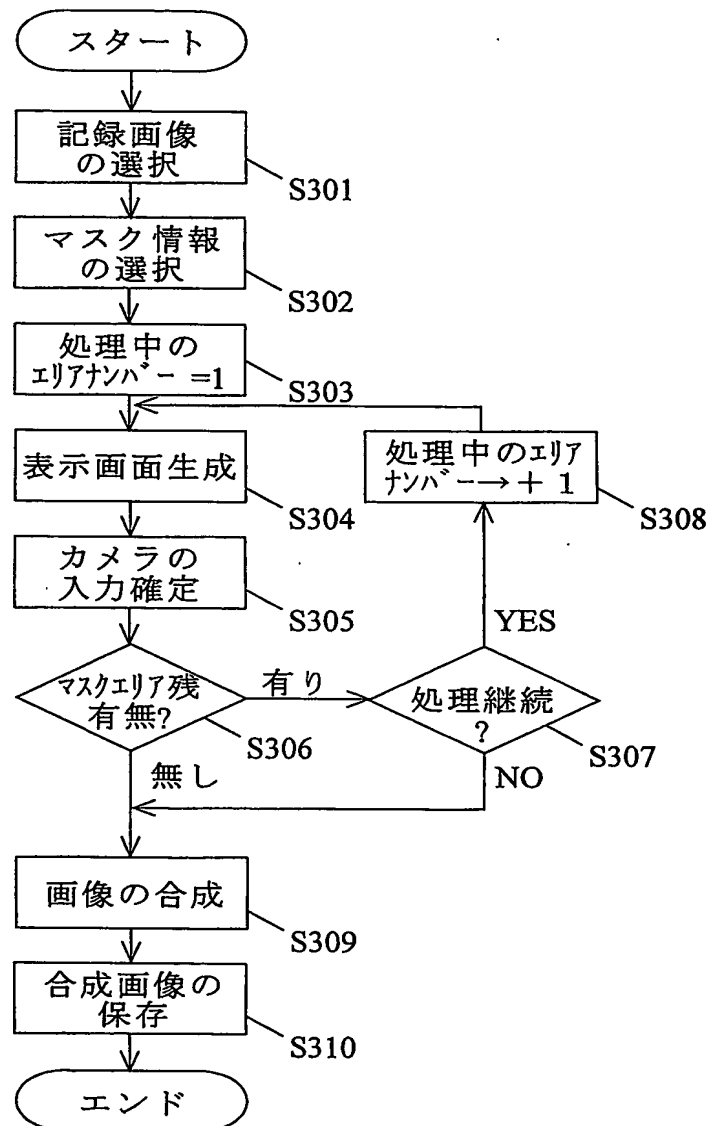 スタート
記録画像
の選択
S301
マスク情報
の選択
S302
処理中の
エリアナンバー=1
S303
表示画面生成
S304
カメラの
入力確定
S305
マスクエリア残
有無?
S306
有り
無し
処理継続
?
S307
YES
NO
処理中のエリア
ナンバー→+1
S308
画像の合成
S309
合成画像の
保存
S310
エンド